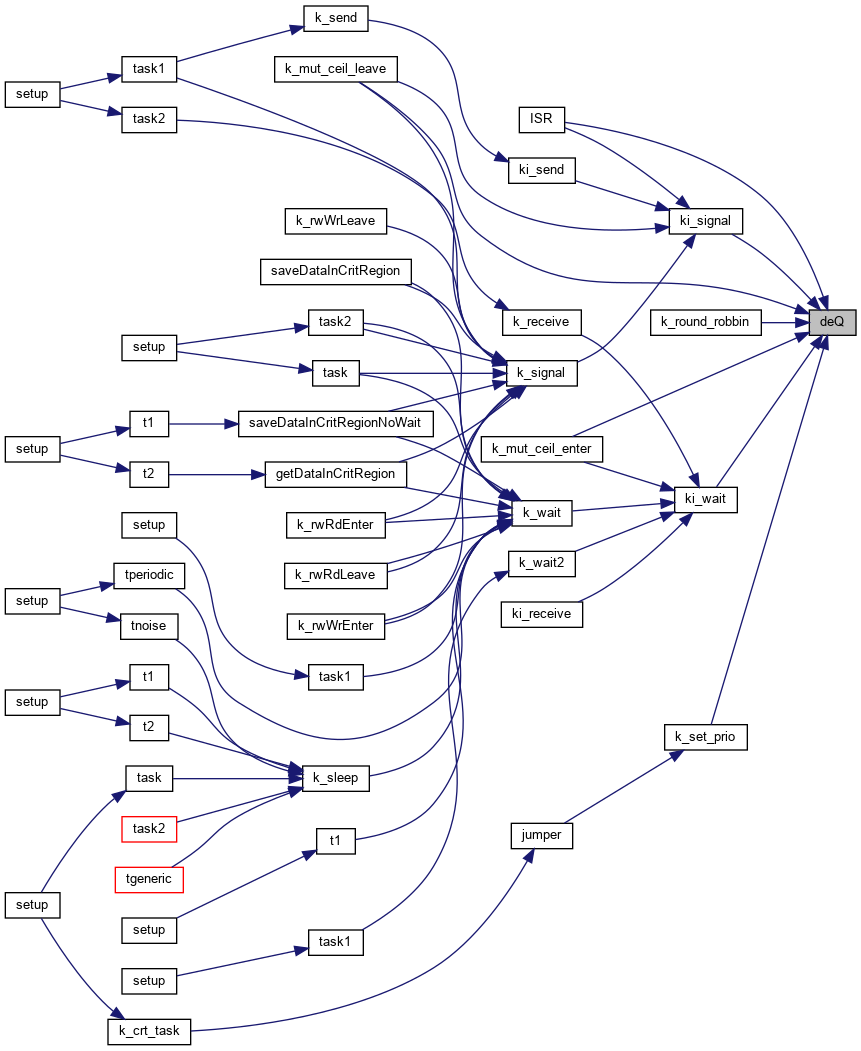 k_send
task1
k_mut_ceil_leave
setup
task2
ISR
ki_send
k_rwWrLeave
ki_signal
saveDataInCritRegion
task2
k_receive
k_round_robbin
deQ
setup
task
k_signal
t1
saveDataInCritRegionNoWait
setup
k_mut_ceil_enter
t2
getDataInCritRegion
ki_wait
setup
k_rwRdEnter
k_wait
k_wait2
tperiodic
k_rwRdLeave
setup
ki_receive
tnoise
k_rwWrEnter
t1
task1
setup
t2
k_set_prio
task
k_sleep
task2
jumper
t1
tgeneric
setup
setup
task1
setup
k_crt_task